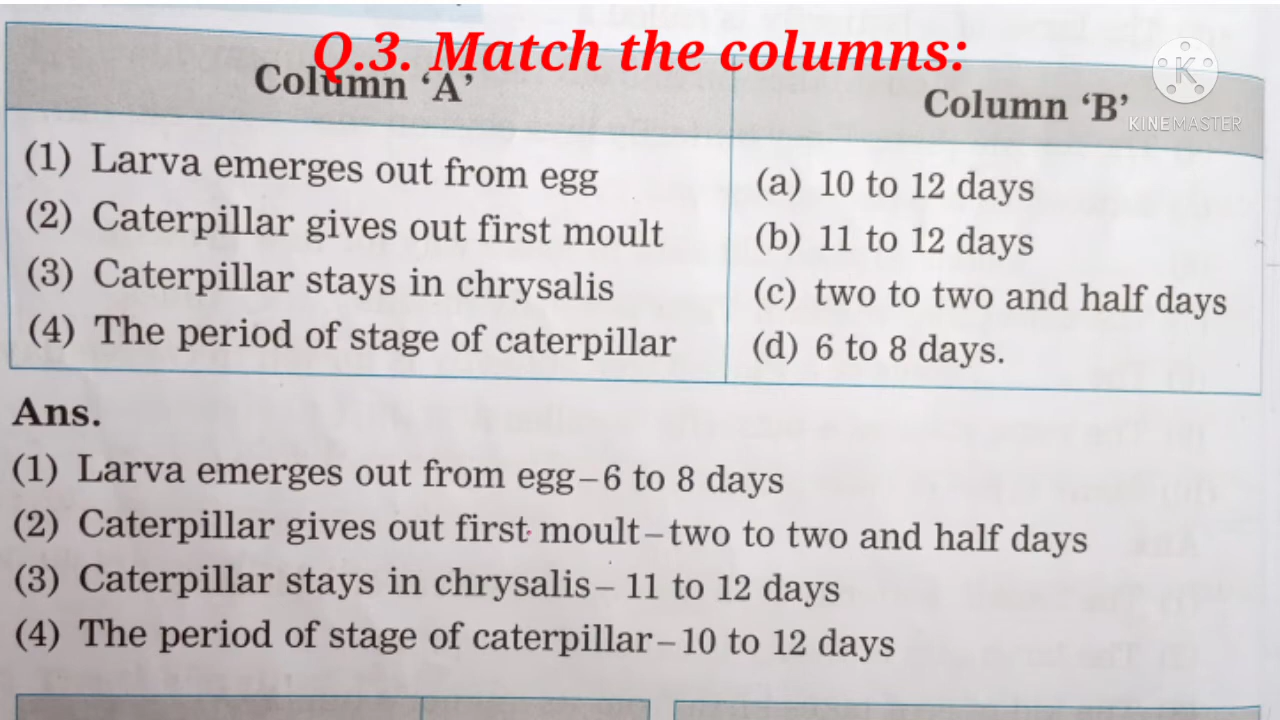 Q.3. Match the columns:
Column ‘A’
Column ‘B’
KINEMASTER
(1) Larva emerges out from egg
(a) 10 to 12 days
(2) Caterpillar gives out first moult
(b) 11 to 12 days
(3) Caterpillar stays in chrysalis
(c) two to two and half days
(4) The period of stage of caterpillar
(d) 6 to 8 days.
Ans.
(1) Larva emerges out from egg–6 to 8 days
(2) Caterpillar gives out first moult–two to two and half days
(3) Caterpillar stays in chrysalis– 11 to 12 days
(4) The period of stage of caterpillar–10 to 12 days